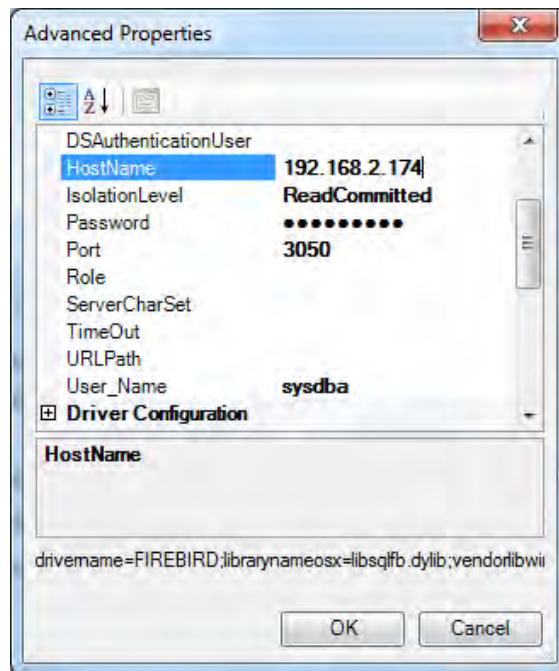 Advanced Properties
DSAuthenticationUser
HostName 192.168.2.174
IsolationLevel ReadCommitted
Password ●●●●●●●●●
Port 3050
Role
ServerCharSet
TimeOut
URLPath
User_Name sysdba
Driver Configuration
HostName
drivername=FIREBIRD;librarynameosx=libsqlfb.dylib;vendorlibwi
OK Cancel